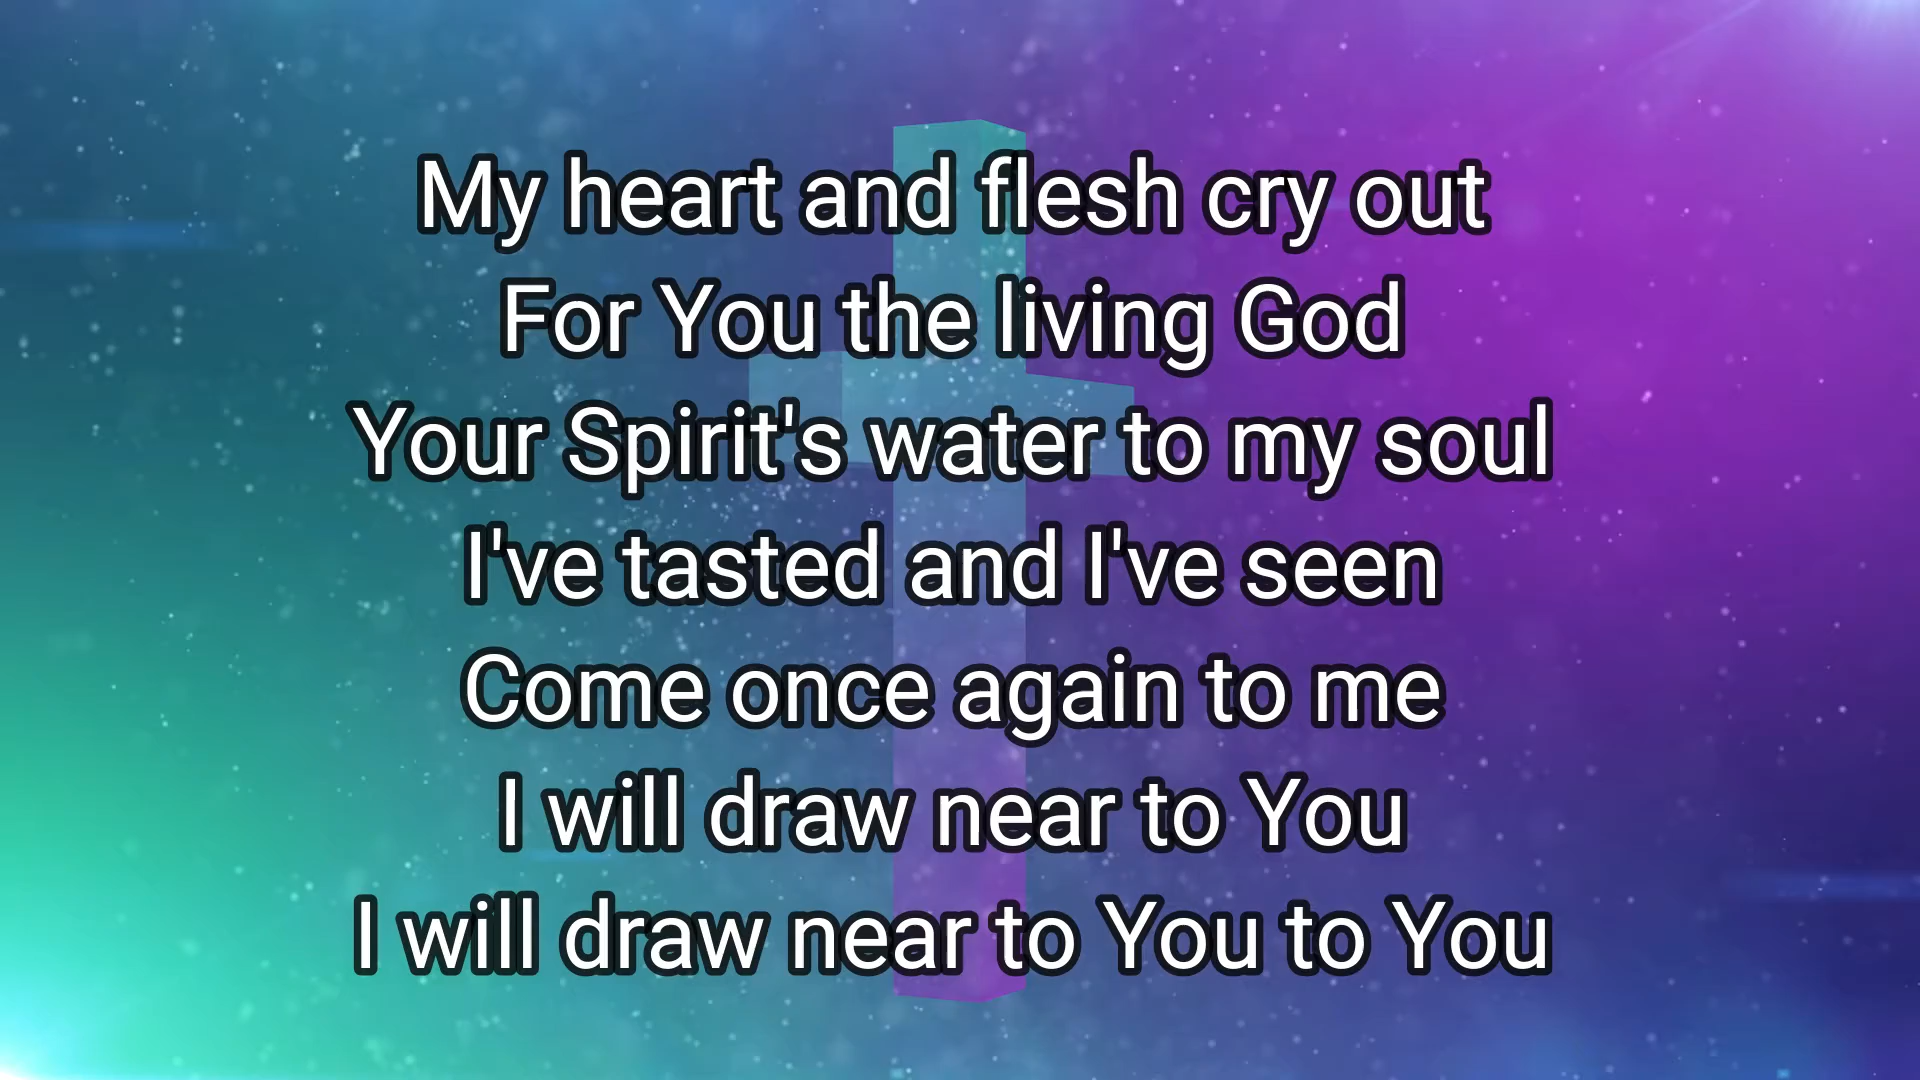 My heart and flesh cry out
For You the living God
Your Spirit's water to my soul
I've tasted and I've seen
Come once again to me
I will draw near to You
I will draw near to You to You